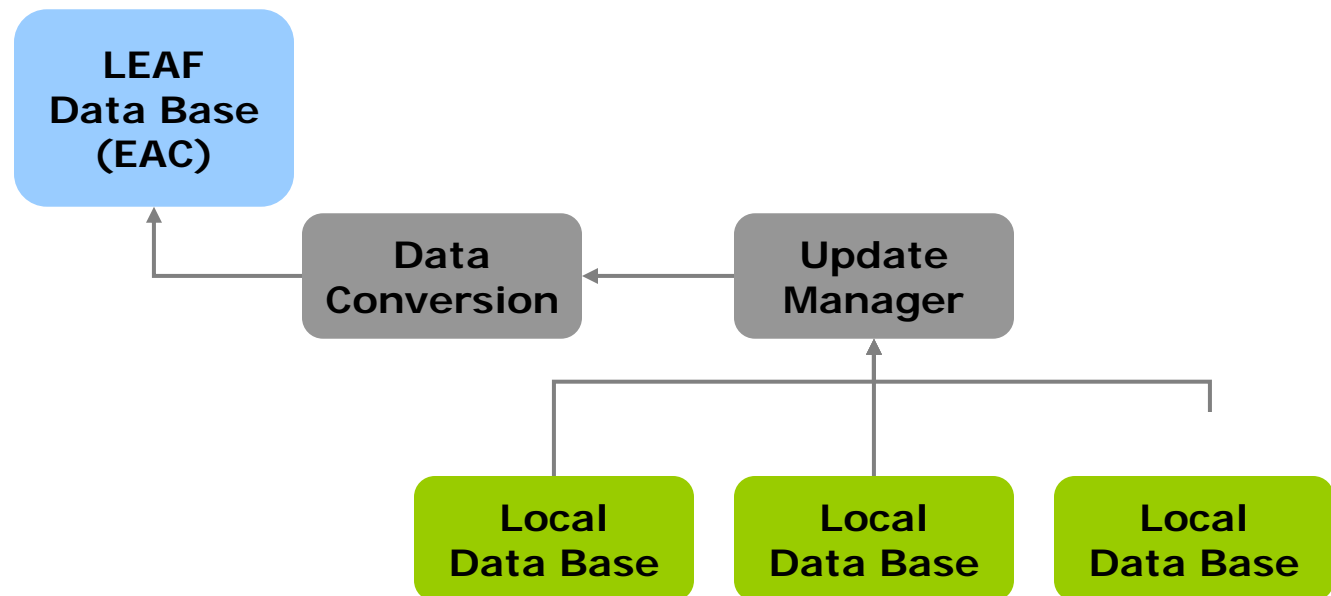 LEAF
Data Base
(EAC)
Data
Conversion
Update
Manager
Local
Data Base
Local
Data Base
Local
Data Base